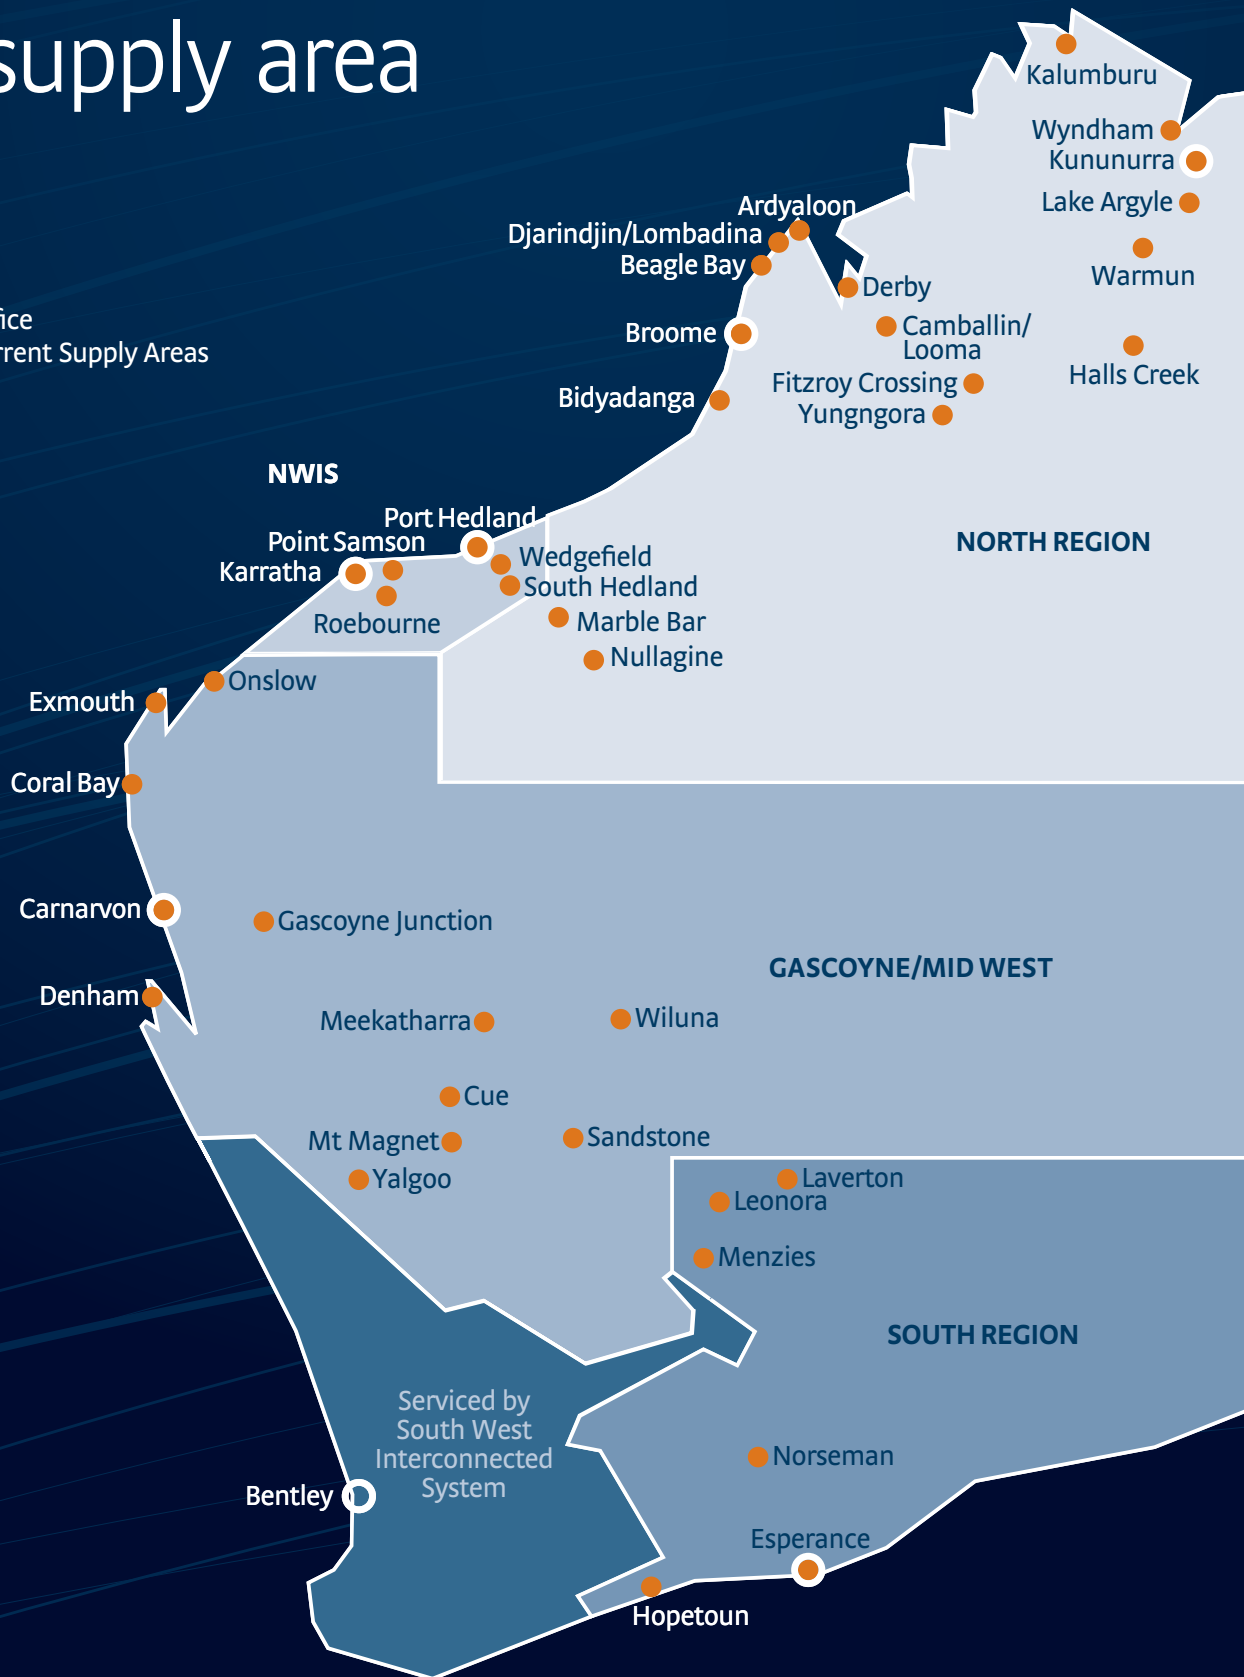 supply area
Kalumburu
Wyndham
Kununurra
Lake Argyle
Ardyaloon
Djarindjin/Lombadina
Beagle Bay
Warmun
Derby
Broome
Camballin/
Looma
Halls Creek
Fitzroy Crossing
Bidyadanga
Yungngora
fice
rrent Supply Areas
NWIS
Port Hedland
Point Samson
Karratha
Wedgefield
South Hedland
Roebourne
Marble Bar
Nullagine
NORTH REGION
Onslow
Exmouth
Coral Bay
Carnarvon
Gascoyne Junction
GASCOYNE/MID WEST
Denham
Meekatharra
Wiluna
Cue
Mt Magnet
Sandstone
Yalgoo
Laverton
Leonora
Menzies
SOUTH REGION
Serviced by
South West
Interconnected
System
Bentley
Norseman
Esperance
Hopetoun